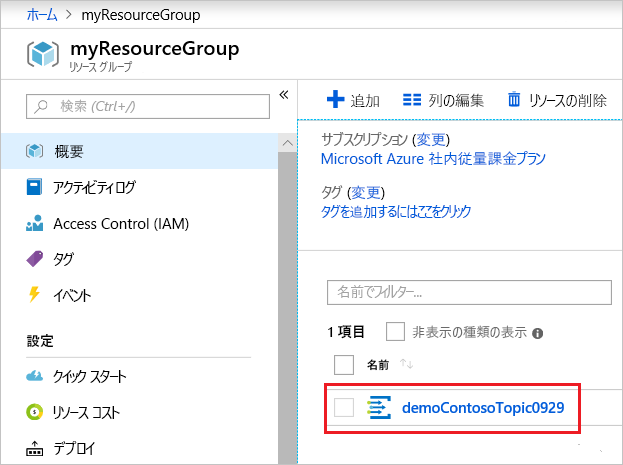 ホーム > myResourceGroup
myResourceGroup
リソース グループ
検索 (Ctrl+/)
«
概要
アクティビティ ログ
Access Control (IAM)
タグ
イベント
設定
クイック スタート
リソース コスト
デプロイ
追加 列の編集 リソースの削除
サブスクリプション (変更)
Microsoft Azure 社内従量課金プラン
タグ (変更)
タグを追加するにはここをクリック
名前でフィルター...
1 項目 非表示の種類の表示
名前 ↑↓
demoContosoTopic0929